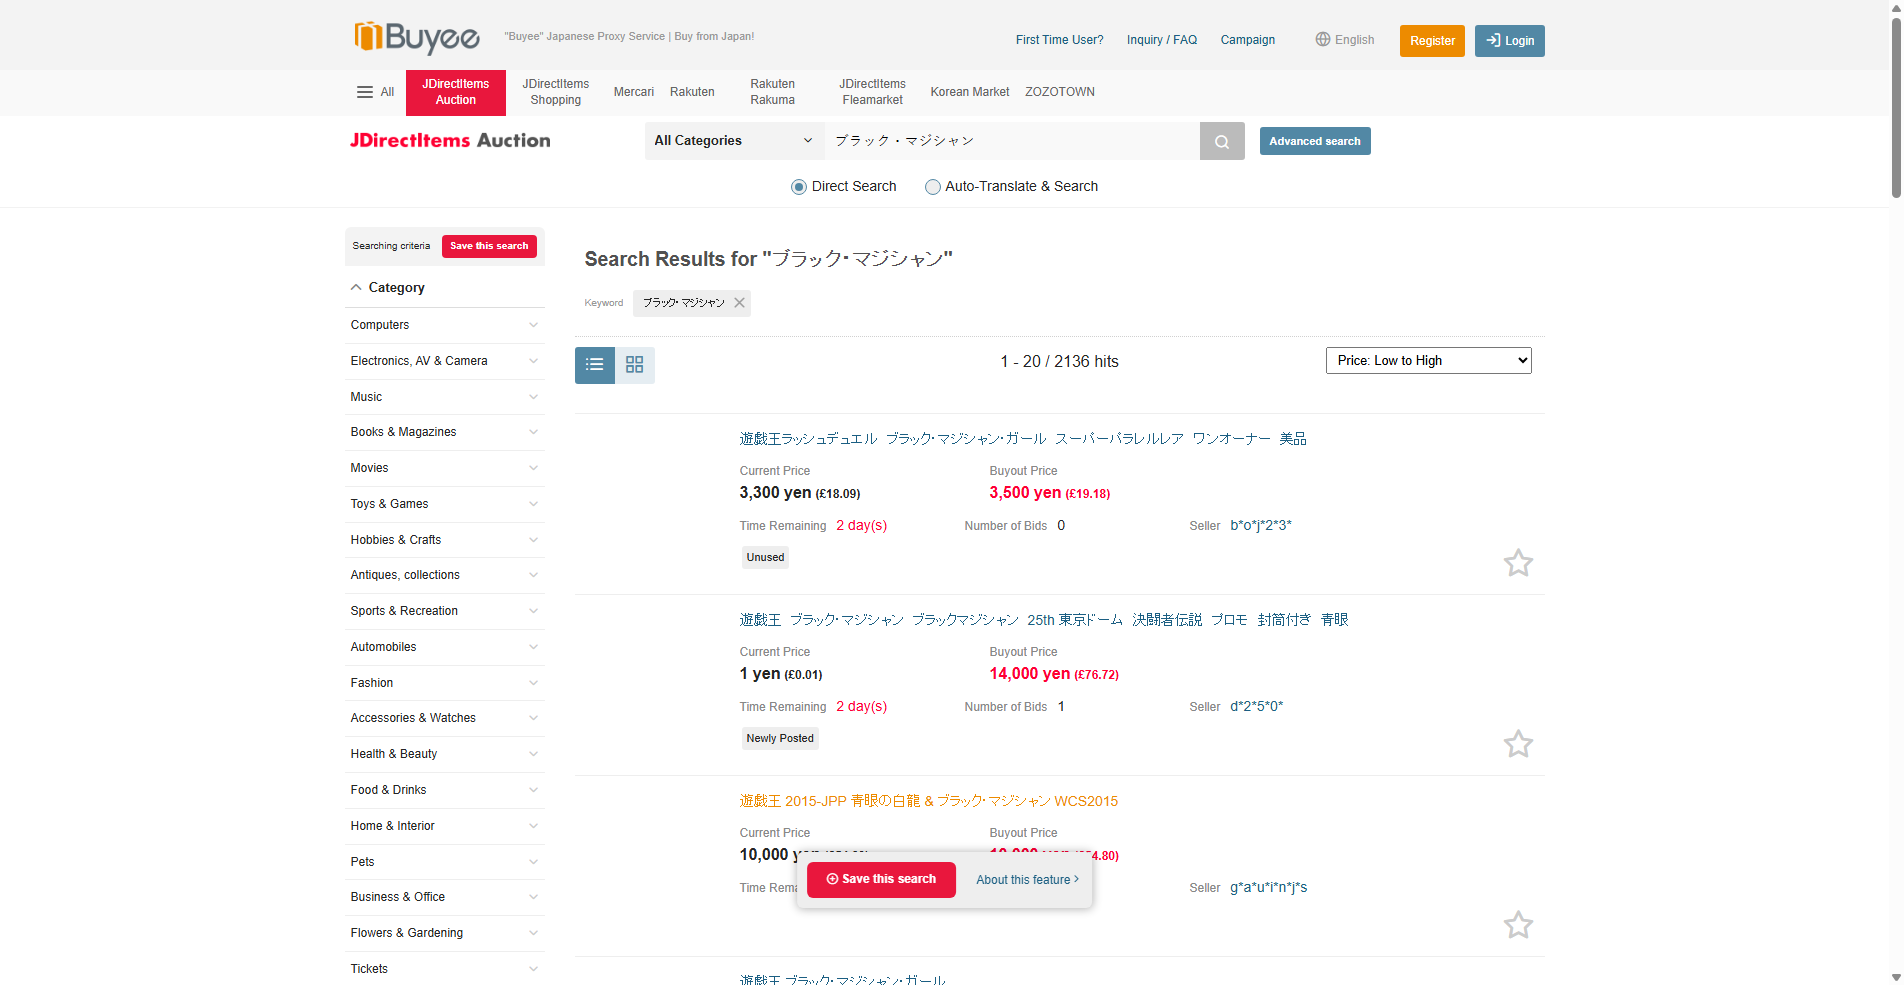 Buyee
"Buyee" Japanese Proxy Service | Buy from Japan!
First Time User?
Inquiry / FAQ
Campaign
English
Register
Login
All
JDirectItems Auction
JDirectItems Shopping
Mercari
Rakuten
Rakuten Rakuma
JDirectItems Fleamarket
Korean Market
ZOZOTOWN
JDirectItems Auction
All Categories
ブラック・マジシャン
Advanced search
Direct Search
Auto-Translate & Search
Searching criteria
Save this search
Category
Computers
Electronics, AV & Camera
Music
Books & Magazines
Movies
Toys & Games
Hobbies & Crafts
Antiques, collections
Sports & Recreation
Automobiles
Fashion
Accessories & Watches
Health & Beauty
Food & Drinks
Home & Interior
Pets
Business & Office
Flowers & Gardening
Tickets
Search Results for "ブラック・マジシャン"
Keyword
ブラック・マジシャン
1 - 20 / 2136 hits
Price: Low to High
遊戯王ラッシュデュエル ブラック・マジシャン・ガール スーパーパラレルレア ワンオーナー 美品
Current Price
Buyout Price
3,300 yen (£18.09)
3,500 yen (£19.18)
Time Remaining 2 day(s)
Number of Bids 0
Seller b*o*j*2*3*
Unused
遊戯王 ブラック・マジシャン ブラックマジシャン 25th 東京ドーム 決闘者伝説 プロモ 封筒付き 青眼
Current Price
Buyout Price
1 yen (£0.01)
14,000 yen (£76.72)
Time Remaining 2 day(s)
Number of Bids 1
Seller d*2*5*0*
Newly Posted
遊戯王 2015-JPP 青眼の白龍 & ブラック・マジシャン WCS2015
Current Price
Buyout Price
10,000
4.80)
Time
Seller g*a*u*i*n*j*s
Save this search
About this feature
遊戯王 ブラック・マジシャン・ガール